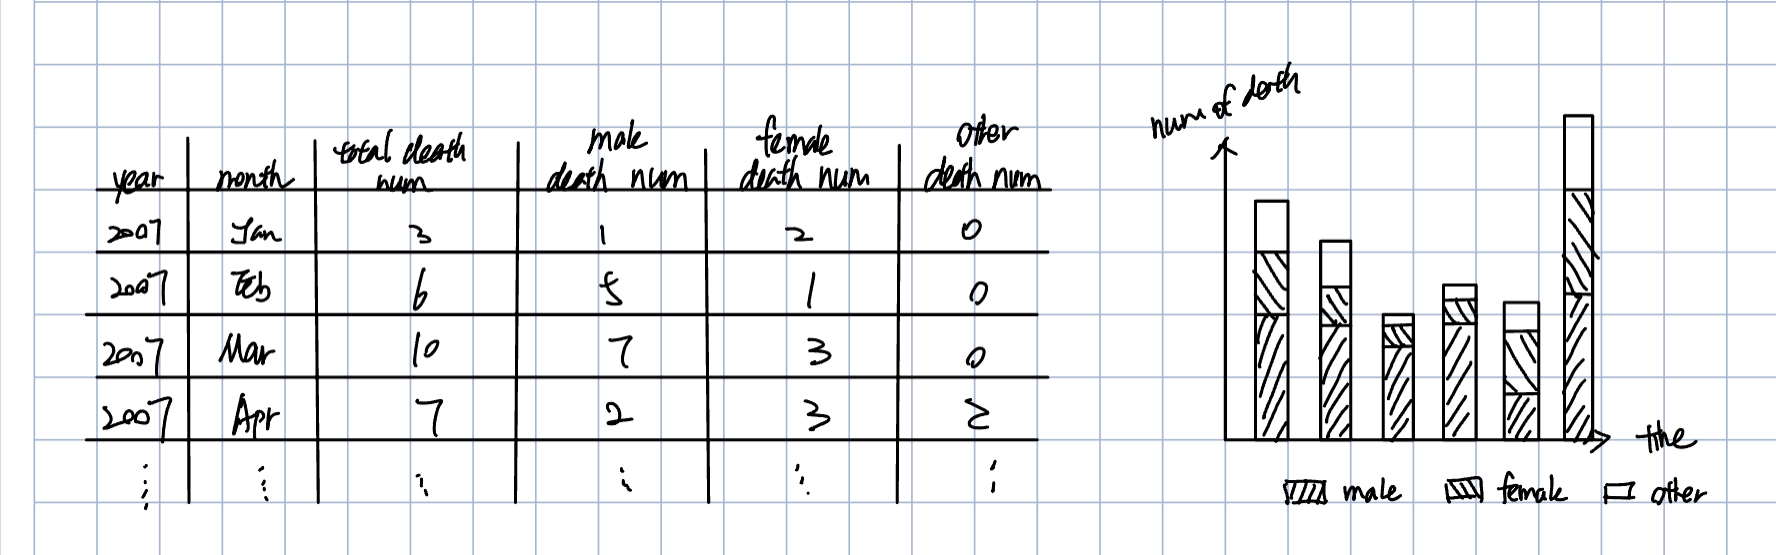 num of death
year month total death num male death num female death num other death num
2007 Jan 3 1 2 0
2007 Feb 6 5 1 0
2007 Mar 10 7 3 0
2007 Apr 7 2 3 2
time
male female other